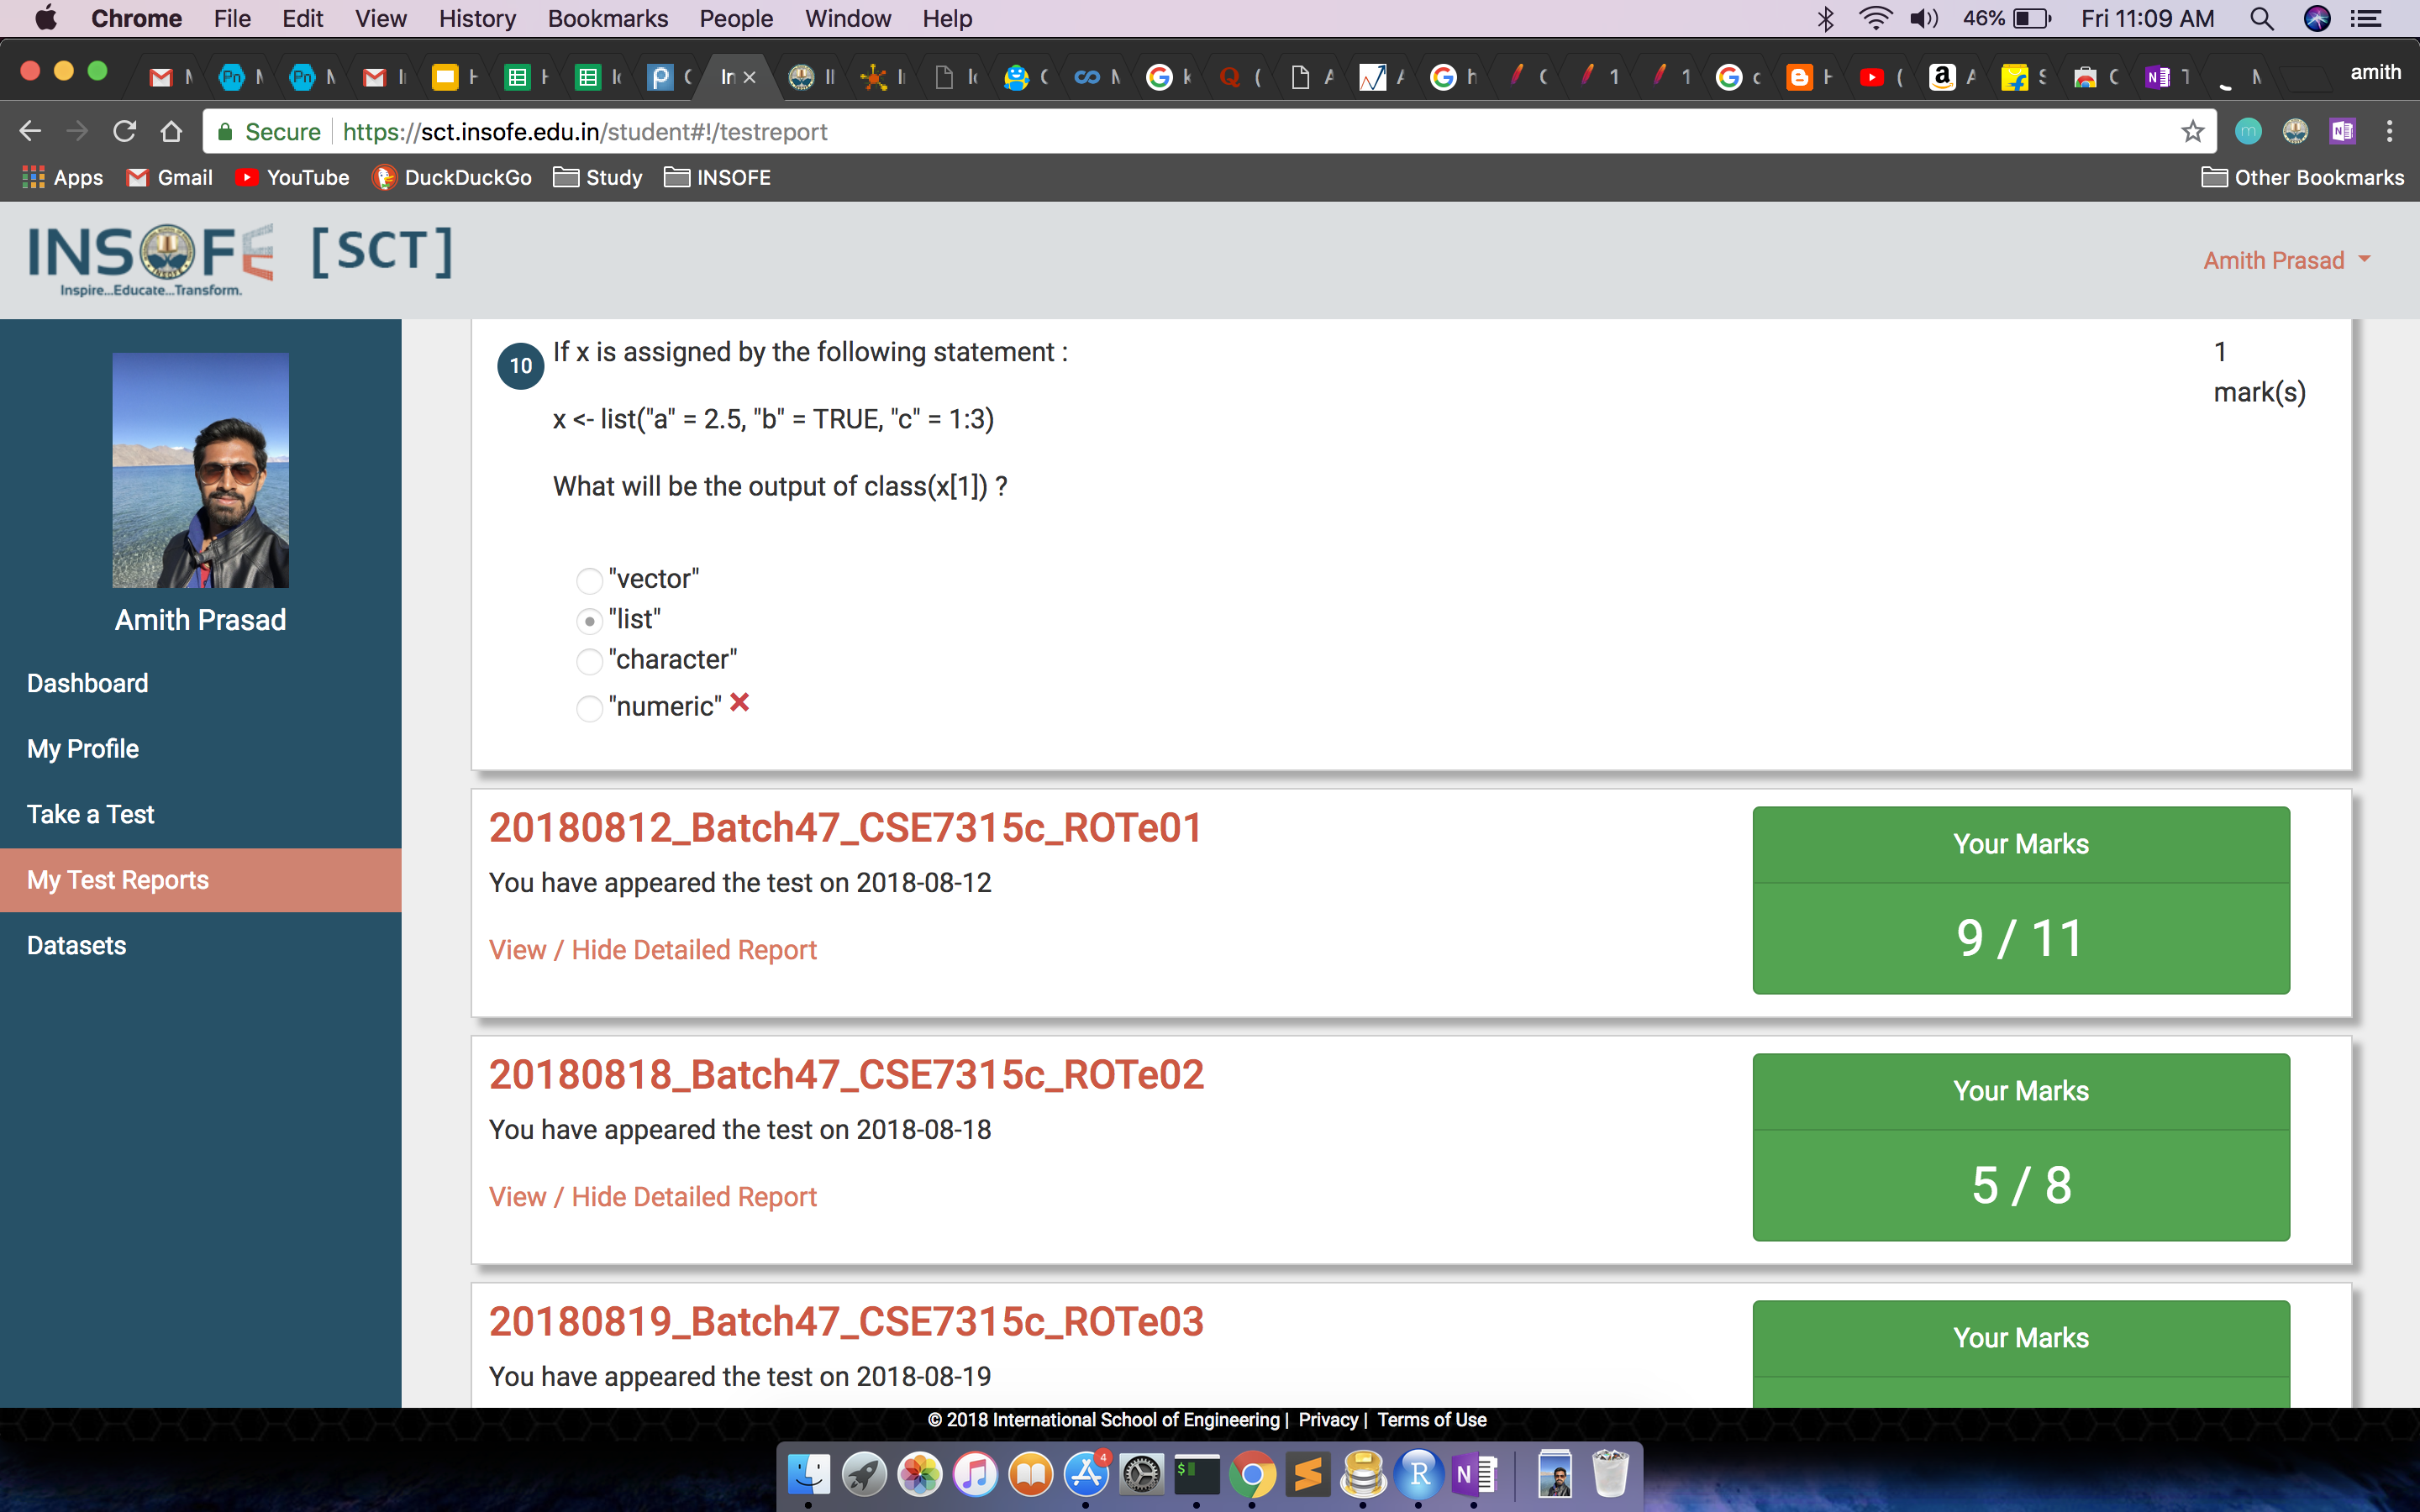 Chrome File Edit View History Bookmarks People Window Help 46% Fri 11:09 AM
amith
Secure https://sct.insofe.edu.in/student#!/testreport
Apps Gmail YouTube DuckDuckGo Study INSOFE Other Bookmarks
INSOFE [SCT]
Inspire...Educate...Transform.
Amith Prasad
Amith Prasad
Dashboard
My Profile
Take a Test
My Test Reports
Datasets
10 If x is assigned by the following statement :
1
mark(s)
x <- list("a" = 2.5, "b" = TRUE, "c" = 1:3)
What will be the output of class(x[1]) ?
"vector"
"list"
"character"
"numeric"
20180812_Batch47_CSE7315c_ROTe01
You have appeared the test on 2018-08-12
View / Hide Detailed Report
Your Marks
9 / 11
20180818_Batch47_CSE7315c_ROTe02
You have appeared the test on 2018-08-18
View / Hide Detailed Report
Your Marks
5 / 8
20180819_Batch47_CSE7315c_ROTe03
You have appeared the test on 2018-08-19
Your Marks
© 2018 International School of Engineering | Privacy | Terms of Use